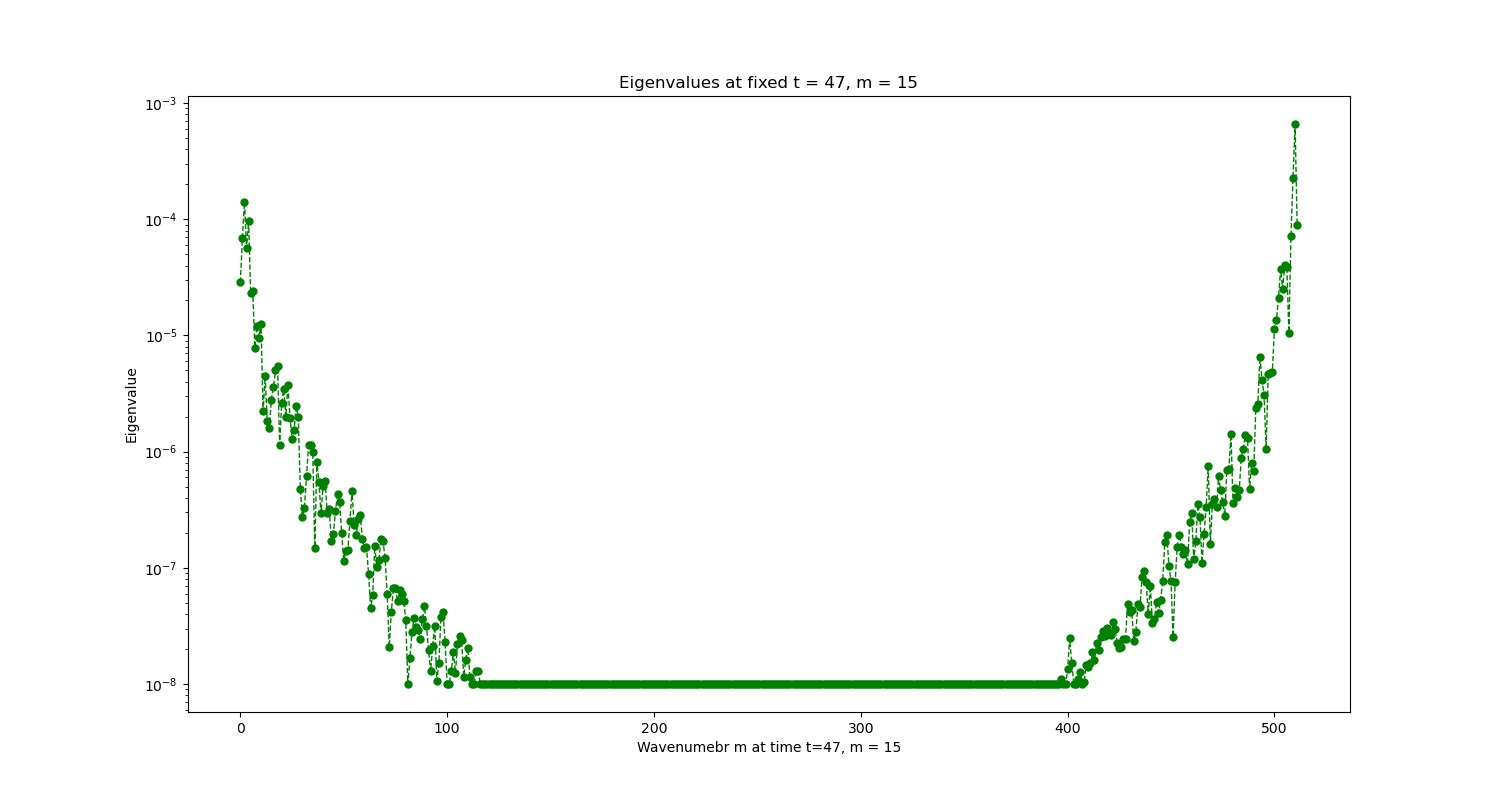 Eigenvalues at fixed t = 47, m = 15
10⁻³
10⁻⁴
10⁻⁵
10⁻⁶
10⁻⁷
10⁻⁸
Eigenvalue
0 100 200 300 400 500
Wavenumebr m at time t=47, m = 15